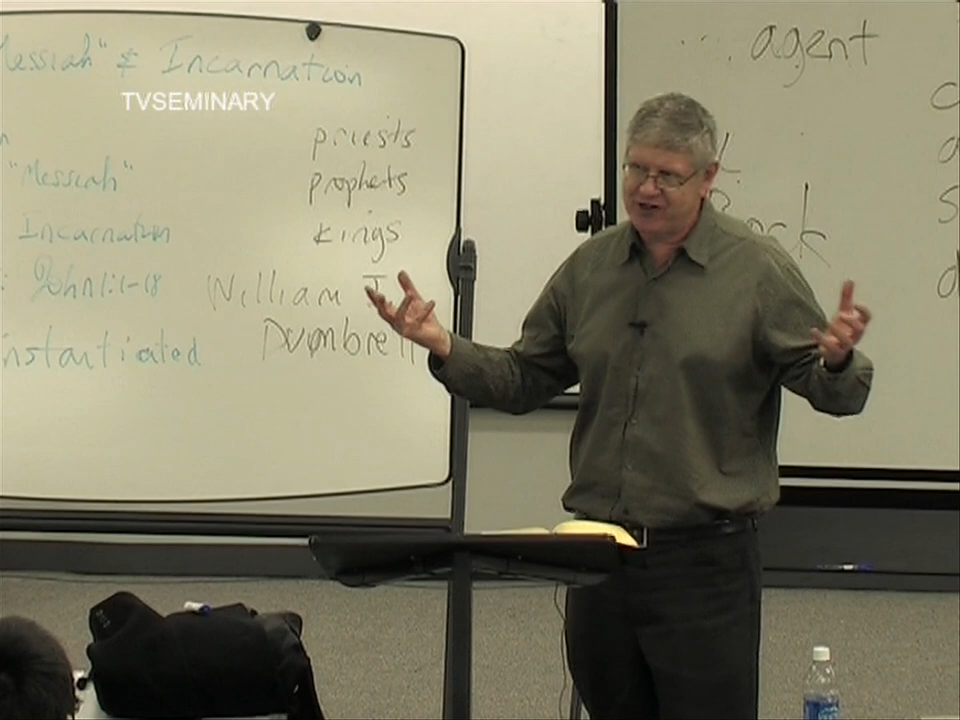 Messiah" & Incarnation
TVSEMINARY
priests
"Messiah"
prophets
Incarnation
kings
John 1:1-18
William J.
instantiated
Dumbrell
agent